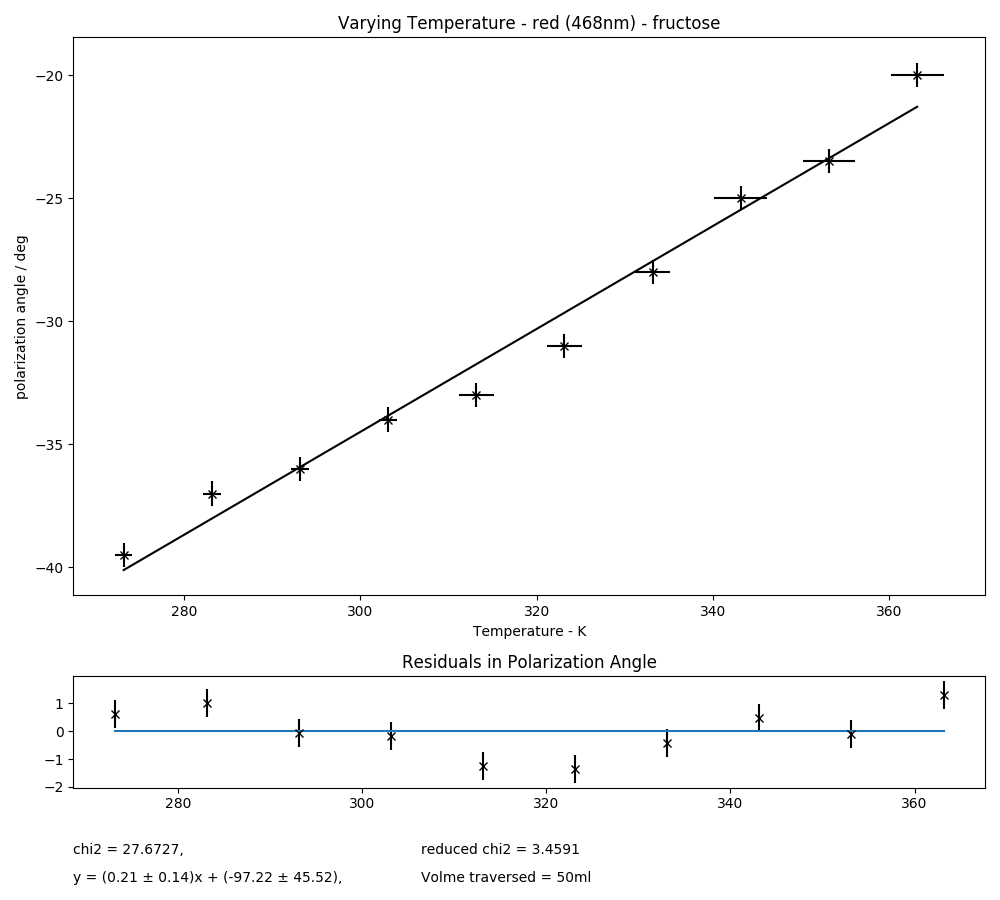 Varying Temperature - red (468nm) - fructose
polarization angle / deg
−20
−25
−30
−35
−40
280 300 320 340 360
Temperature - K
Residuals in Polarization Angle
1
0
−1
−2
280 300 320 340 360
chi2 = 27.6727, reduced chi2 = 3.4591
y = (0.21 ± 0.14)x + (-97.22 ± 45.52), Volme traversed = 50ml